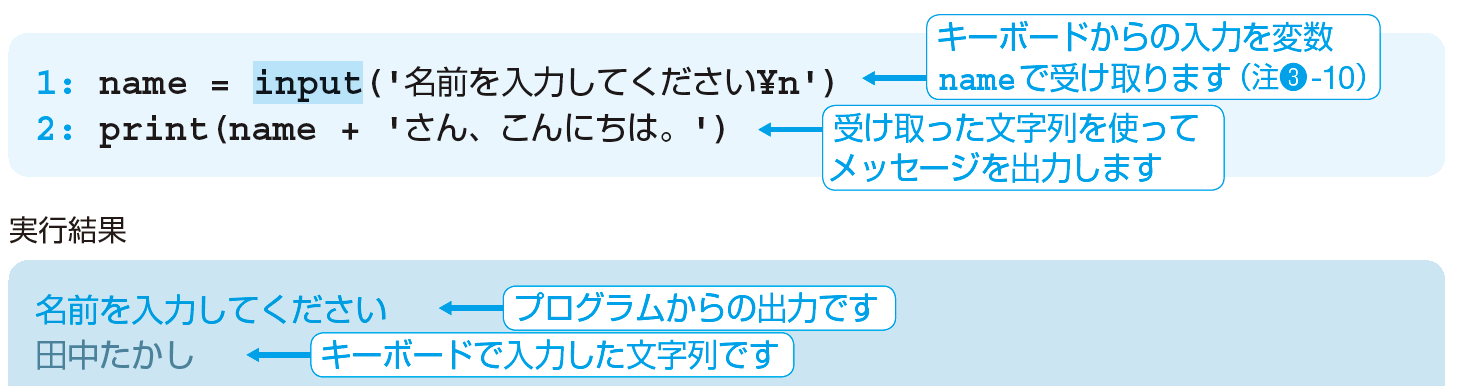 1: name = input('名前を入力してください¥n')
キーボードからの入力を変数
nameで受け取ります（注❸-10）
2: print(name + 'さん、こんにちは。')
受け取った文字列を使って
メッセージを出力します
実行結果
名前を入力してください
プログラムからの出力です
田中たかし
キーボードで入力した文字列です